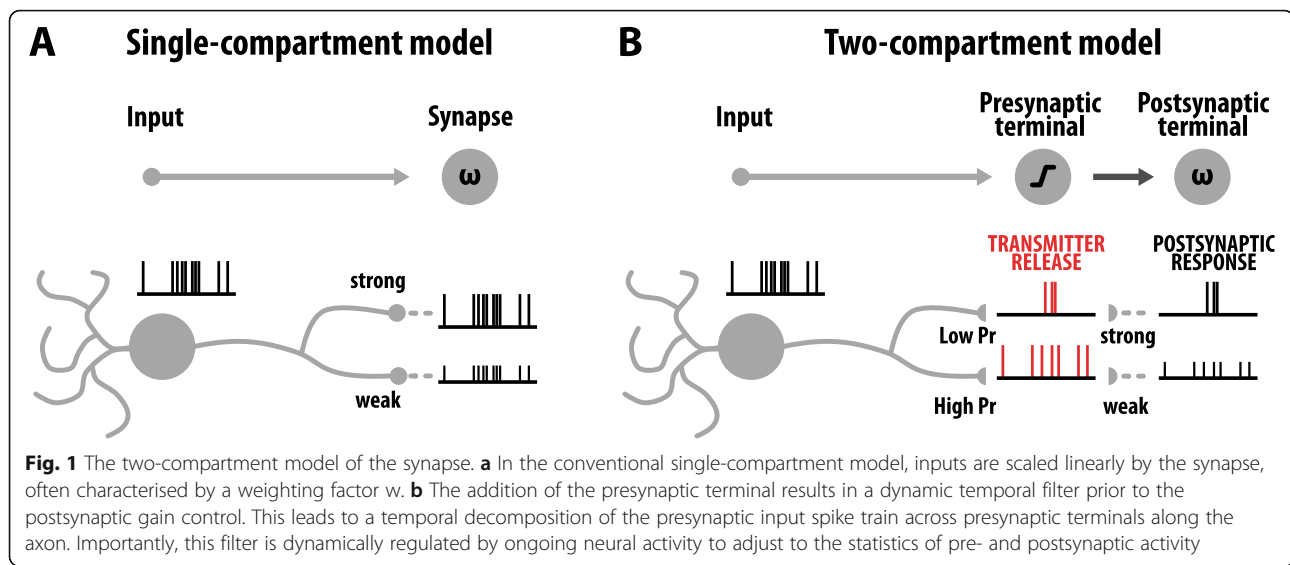 A Single-compartment model
Input
Synapse
ω
strong
weak
B Two-compartment model
Input
Presynaptic
terminal
Postsynaptic
terminal
ω
TRANSMITTER
RELEASE
POSTSYNAPTIC
RESPONSE
Low Pr
strong
High Pr
weak
Fig. 1 The two-compartment model of the synapse. a In the conventional single-compartment model, inputs are scaled linearly by the synapse,
often characterised by a weighting factor w. b The addition of the presynaptic terminal results in a dynamic temporal filter prior to the
postsynaptic gain control. This leads to a temporal decomposition of the presynaptic input spike train across presynaptic terminals along the
axon. Importantly, this filter is dynamically regulated by ongoing neural activity to adjust to the statistics of pre- and postsynaptic activity